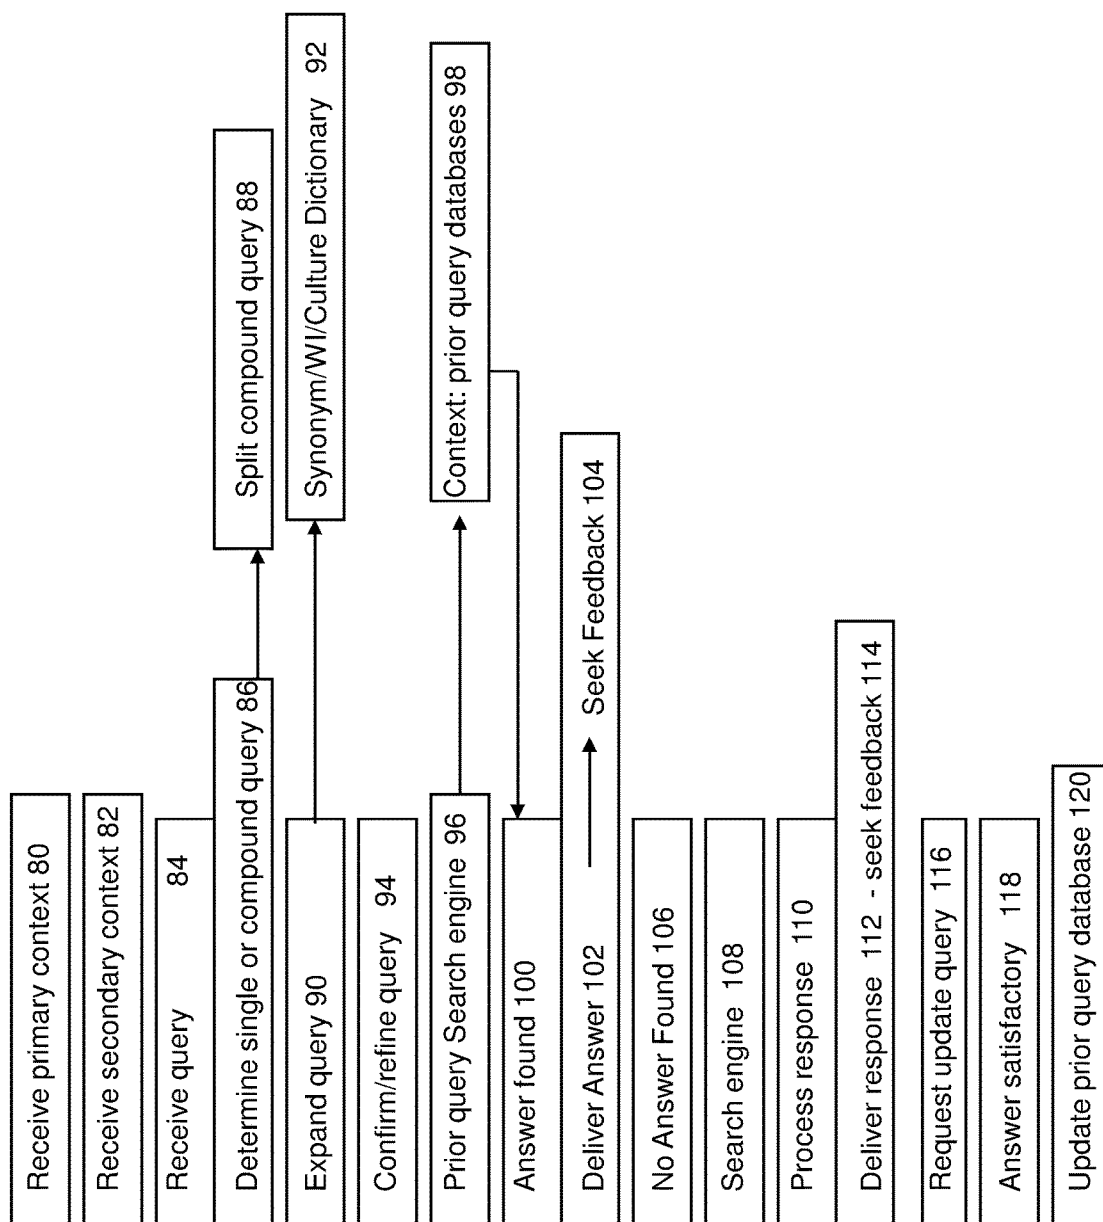 Receive primary context 80
Receive secondary context 82
Receive query 84
Determine single or compound query 86
Split compound query 88
Expand query 90
Synonym/WI/Culture Dictionary 92
Confirm/refine query 94
Prior query Search engine 96
Context: prior query databases 98
Answer found 100
Deliver Answer 102
Seek Feedback 104
No Answer Found 106
Search engine 108
Process response 110
Deliver response 112 - seek feedback 114
Request update query 116
Answer satisfactory 118
Update prior query database 120